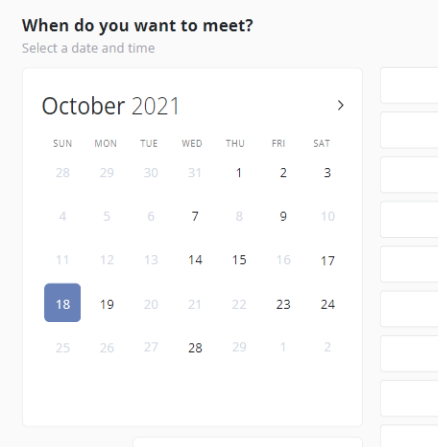 When do you want to meet?
Select a date and time
October 2021
SUN MON TUE WED THU FRI SAT
28 29 30 31 1 2 3
4 5 6 7 8 9 10
11 12 13 14 15 16 17
18 19 20 21 22 23 24
25 26 27 28 29 1 2